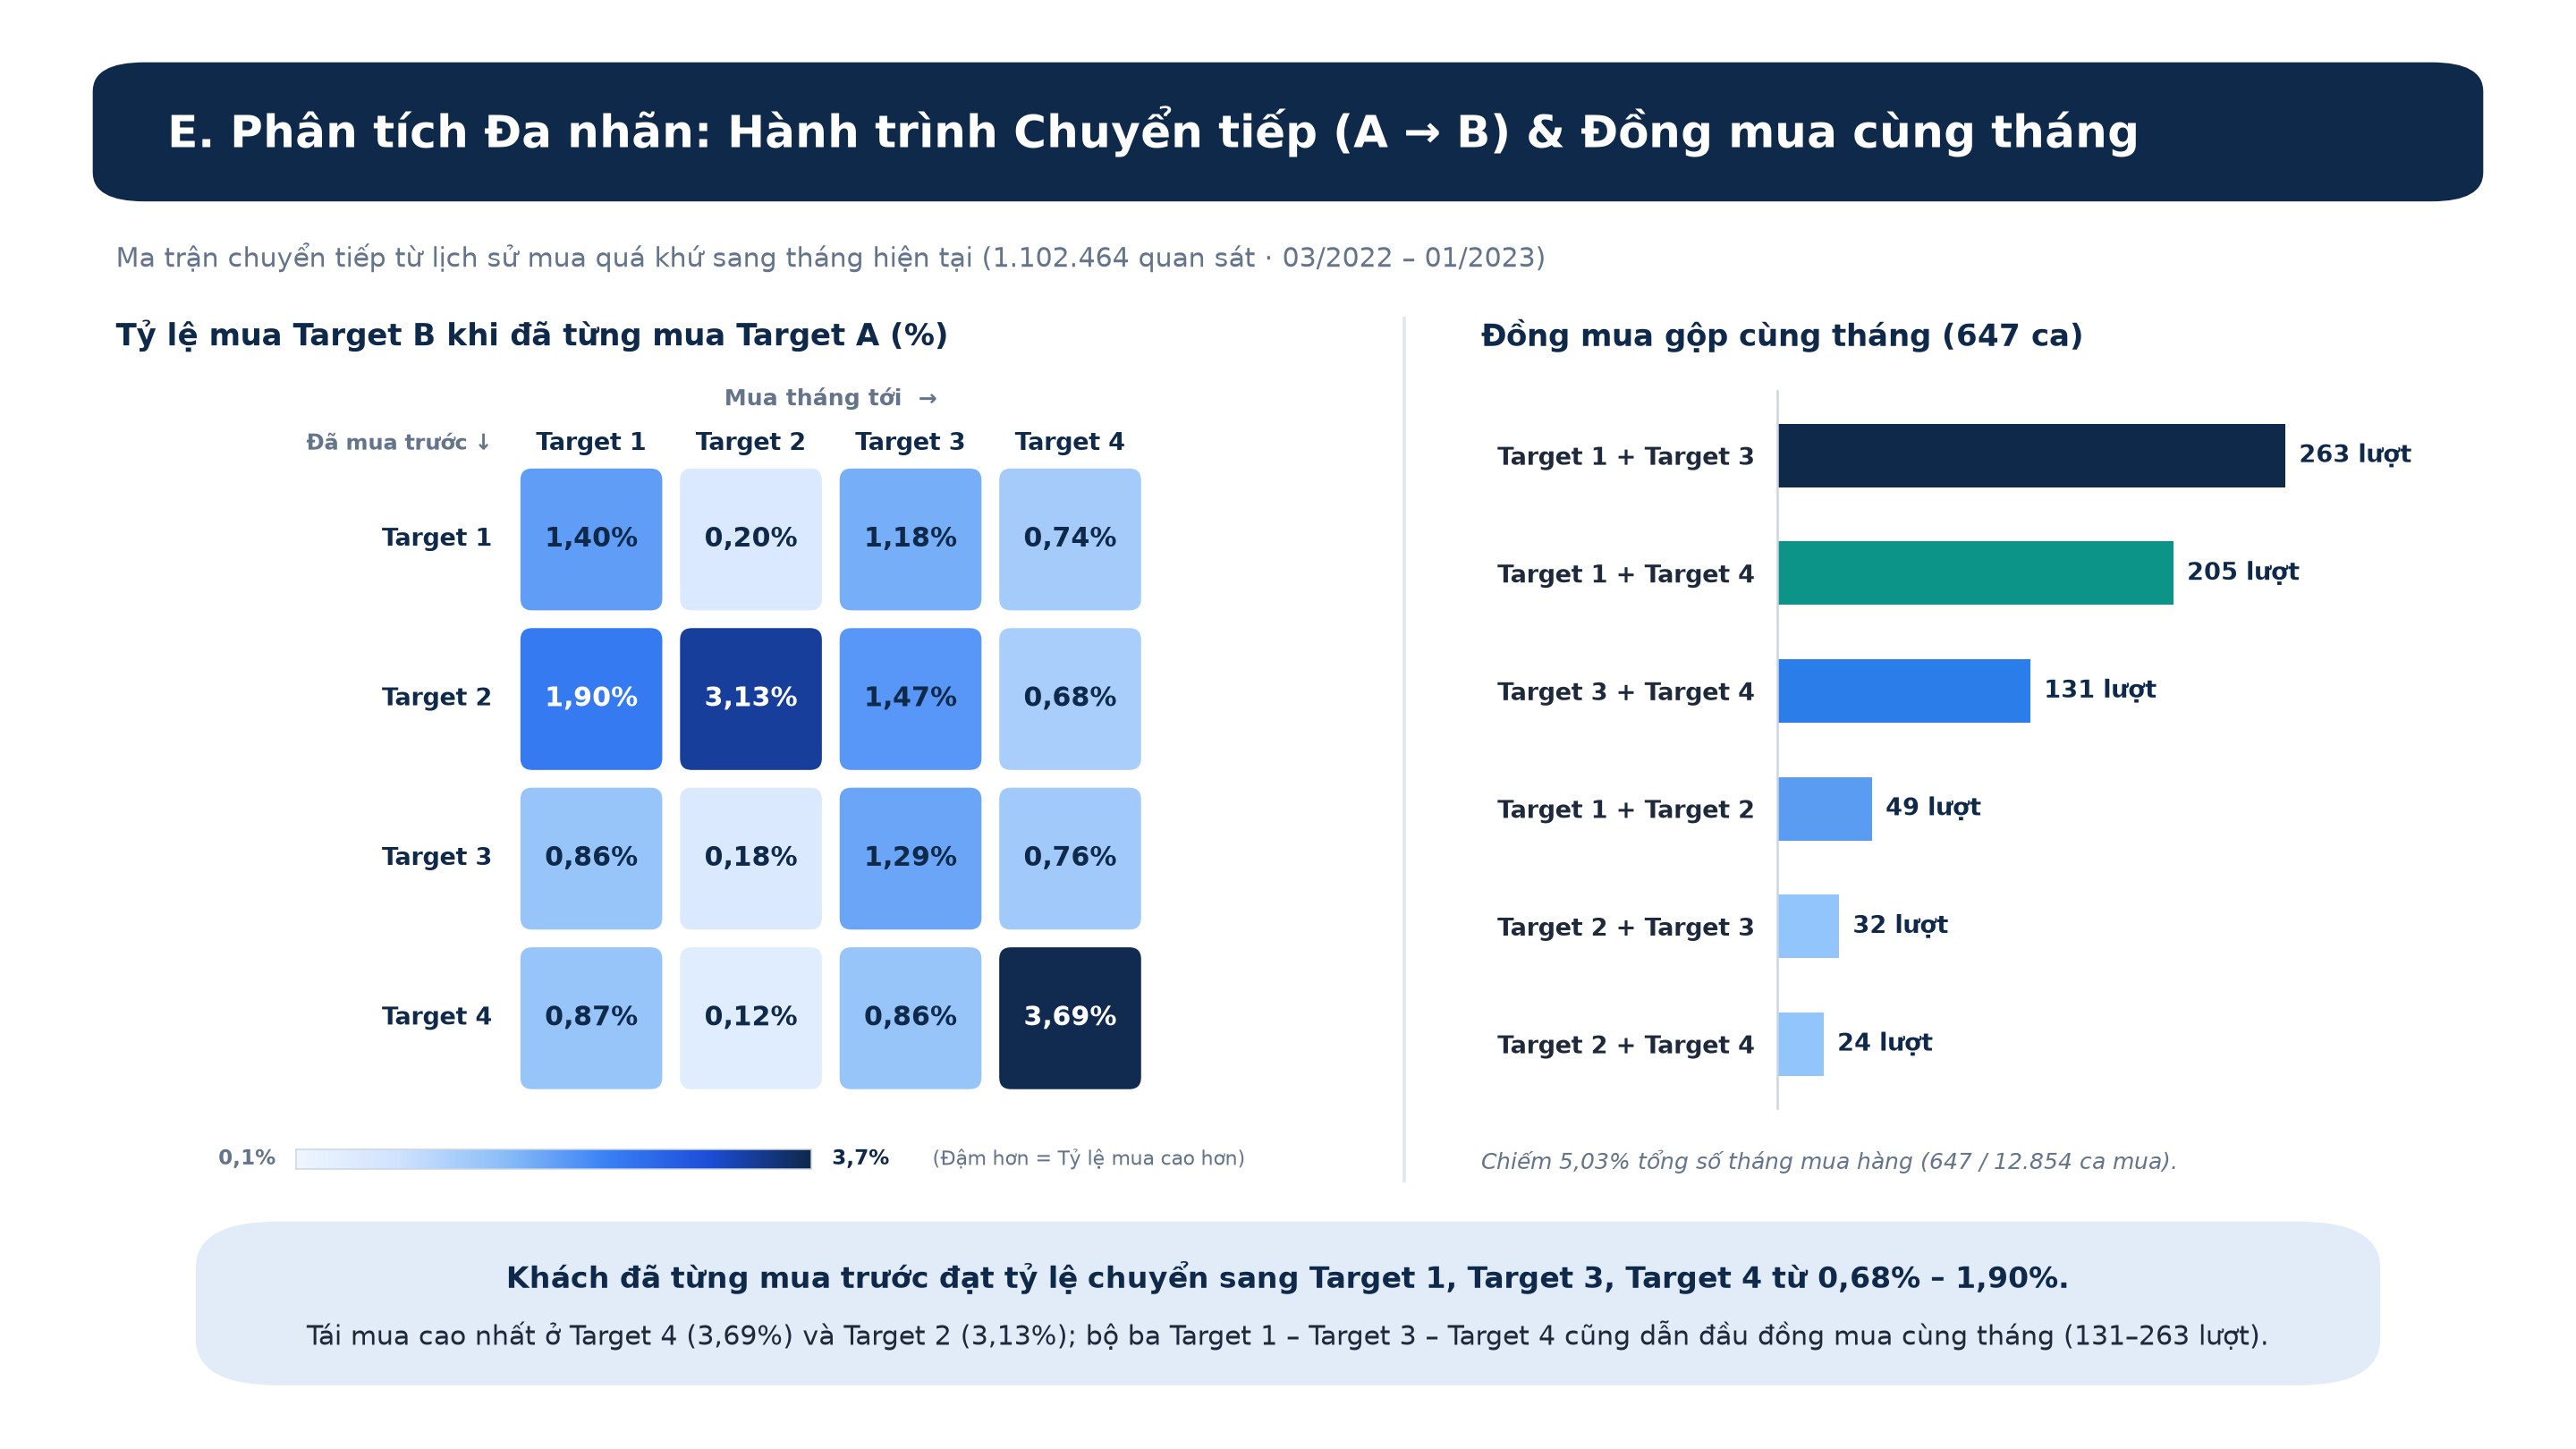 E. Phân tích Đa nhãn: Hành trình Chuyển tiếp (A → B) & Đồng mua cùng tháng
Ma trận chuyển tiếp từ lịch sử mua quá khứ sang tháng hiện tại (1.102.464 quan sát · 03/2022 – 01/2023)
Tỷ lệ mua Target B khi đã từng mua Target A (%)
Mua tháng tới →
Đã mua trước ↓ Target 1 Target 2 Target 3 Target 4
Target 1 1,40% 0,20% 1,18% 0,74%
Target 2 1,90% 3,13% 1,47% 0,68%
Target 3 0,86% 0,18% 1,29% 0,76%
Target 4 0,87% 0,12% 0,86% 3,69%
0,1% 3,7% (Đậm hơn = Tỷ lệ mua cao hơn)
Đồng mua gộp cùng tháng (647 ca)
Target 1 + Target 3 263 lượt
Target 1 + Target 4 205 lượt
Target 3 + Target 4 131 lượt
Target 1 + Target 2 49 lượt
Target 2 + Target 3 32 lượt
Target 2 + Target 4 24 lượt
Chiếm 5,03% tổng số tháng mua hàng (647 / 12.854 ca mua).
Khách đã từng mua trước đạt tỷ lệ chuyển sang Target 1, Target 3, Target 4 từ 0,68% – 1,90%.
Tái mua cao nhất ở Target 4 (3,69%) và Target 2 (3,13%); bộ ba Target 1 – Target 3 – Target 4 cũng dẫn đầu đồng mua cùng tháng (131–263 lượt).